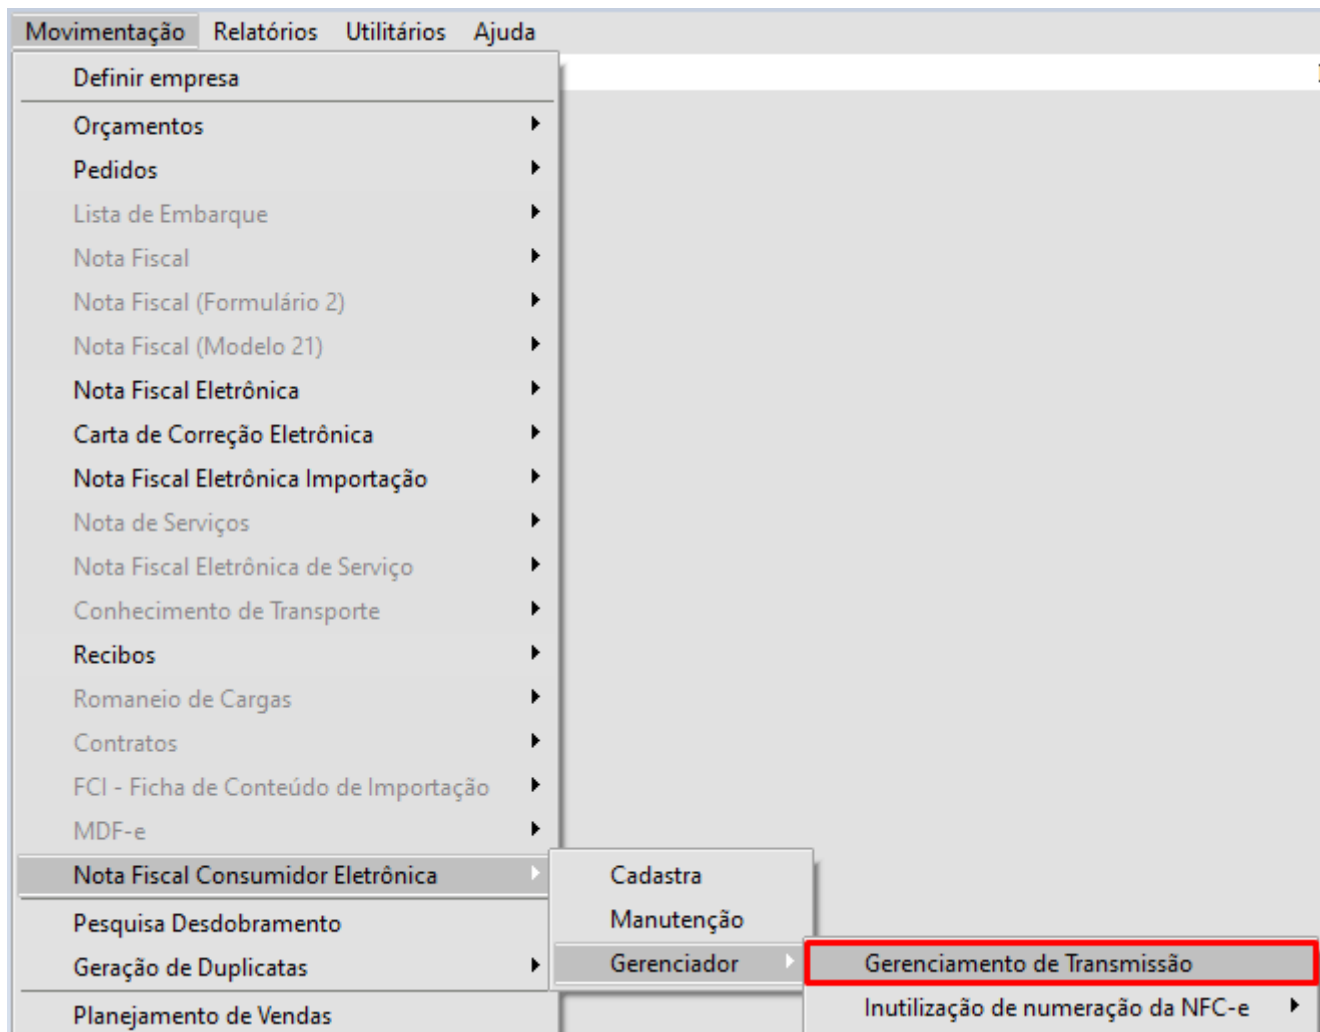 Movimentação Relatórios Utilitários Ajuda
Definir empresa
Orçamentos
Pedidos
Lista de Embarque
Nota Fiscal
Nota Fiscal (Formulário 2)
Nota Fiscal (Modelo 21)
Nota Fiscal Eletrônica
Carta de Correção Eletrônica
Nota Fiscal Eletrônica Importação
Nota de Serviços
Nota Fiscal Eletrônica de Serviço
Conhecimento de Transporte
Recibos
Romaneio de Cargas
Contratos
FCI - Ficha de Conteúdo de Importação
MDF-e
Nota Fiscal Consumidor Eletrônica
Pesquisa Desdobramento
Geração de Duplicatas
Planejamento de Vendas
Cadastra
Manutenção
Gerenciador
Gerenciamento de Transmissão
Inutilização de numeração da NFC-e